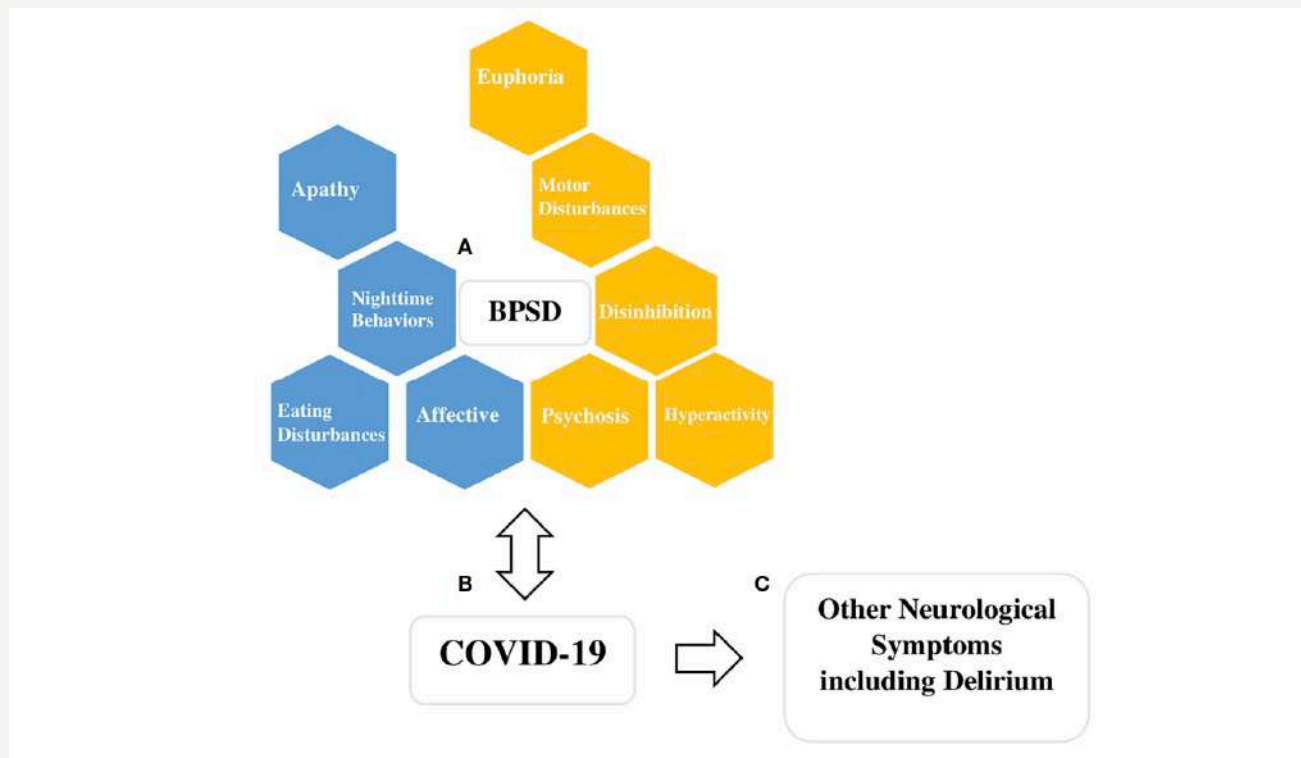 Euphoria
Apathy
Motor
Disturbances
A
Nighttime
Behaviors
BPSD
Disinhibition
Eating
Disturbances
Affective
Psychosis
Hyperactivity
B
COVID-19
C
Other Neurological
Symptoms
including Delirium